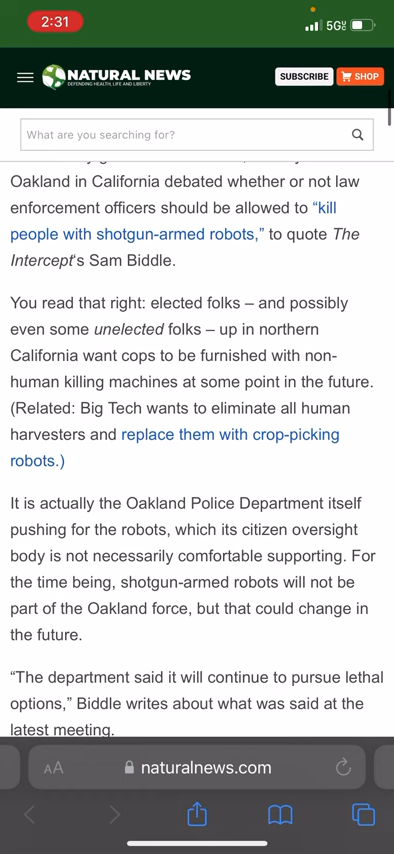 2:31
5G
NATURAL NEWS
DEFENDING HEALTH, LIFE AND LIBERTY
SUBSCRIBE
SHOP
What are you searching for?
Oakland in California debated whether or not law
enforcement officers should be allowed to “kill
people with shotgun-armed robots,” to quote The
Intercept‘s Sam Biddle.
You read that right: elected folks – and possibly
even some unelected folks – up in northern
California want cops to be furnished with non-
human killing machines at some point in the future.
(Related: Big Tech wants to eliminate all human
harvesters and replace them with crop-picking
robots.)
It is actually the Oakland Police Department itself
pushing for the robots, which its citizen oversight
body is not necessarily comfortable supporting. For
the time being, shotgun-armed robots will not be
part of the Oakland force, but that could change in
the future.
“The department said it will continue to pursue lethal
options,” Biddle writes about what was said at the
latest meeting.
AA
naturalnews.com